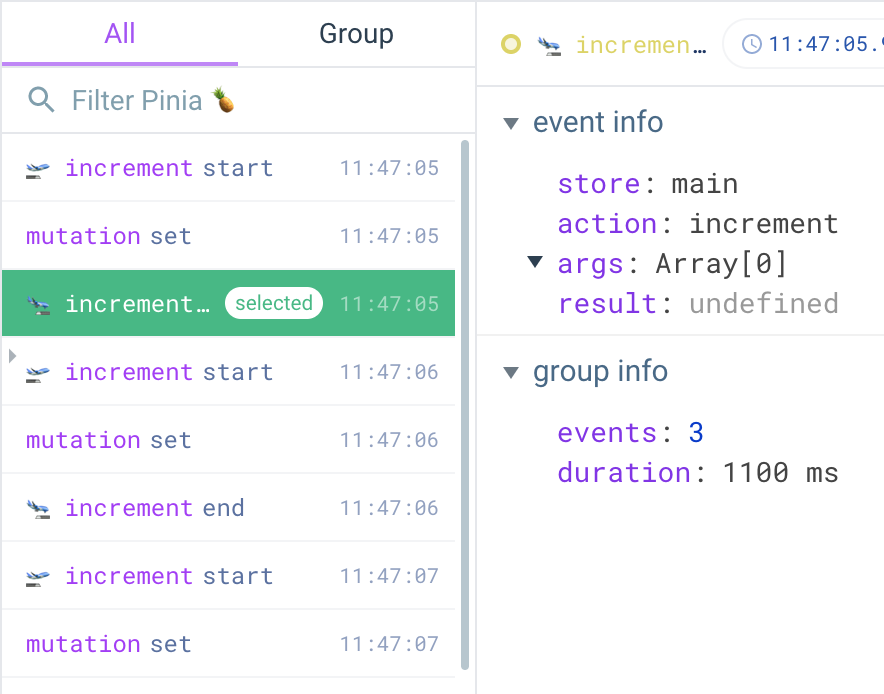 All
Group
Filter Pinia 🍍
🛫 increment start 11:47:05
mutation set 11:47:05
🛬 increment… selected 11:47:05
🛫 increment start 11:47:06
mutation set 11:47:06
🛬 increment end 11:47:06
🛫 increment start 11:47:07
mutation set 11:47:07
🛬 incremen… 11:47:05.
event info
store: main
action: increment
args: Array[0]
result: undefined
group info
events: 3
duration: 1100 ms